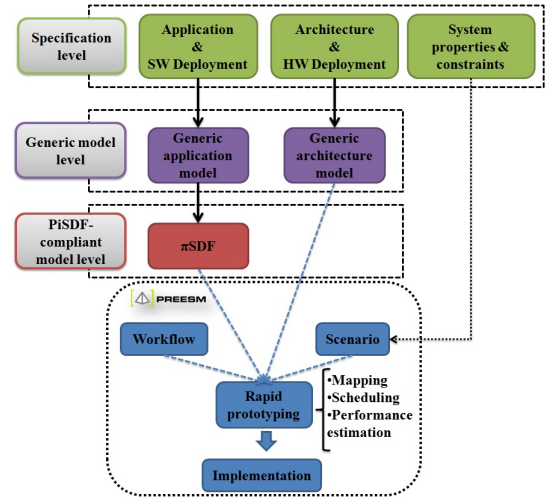 Specification
level
Application
&
SW Deployment
Architecture
&
HW Deployment
System
properties &
constraints
Generic model
level
Generic
application
model
Generic
architecture
model
PiSDF-
compliant
model level
πSDF
PREESM
Workflow
Scenario
Rapid
prototyping
•Mapping
•Scheduling
•Performance
estimation
Implementation